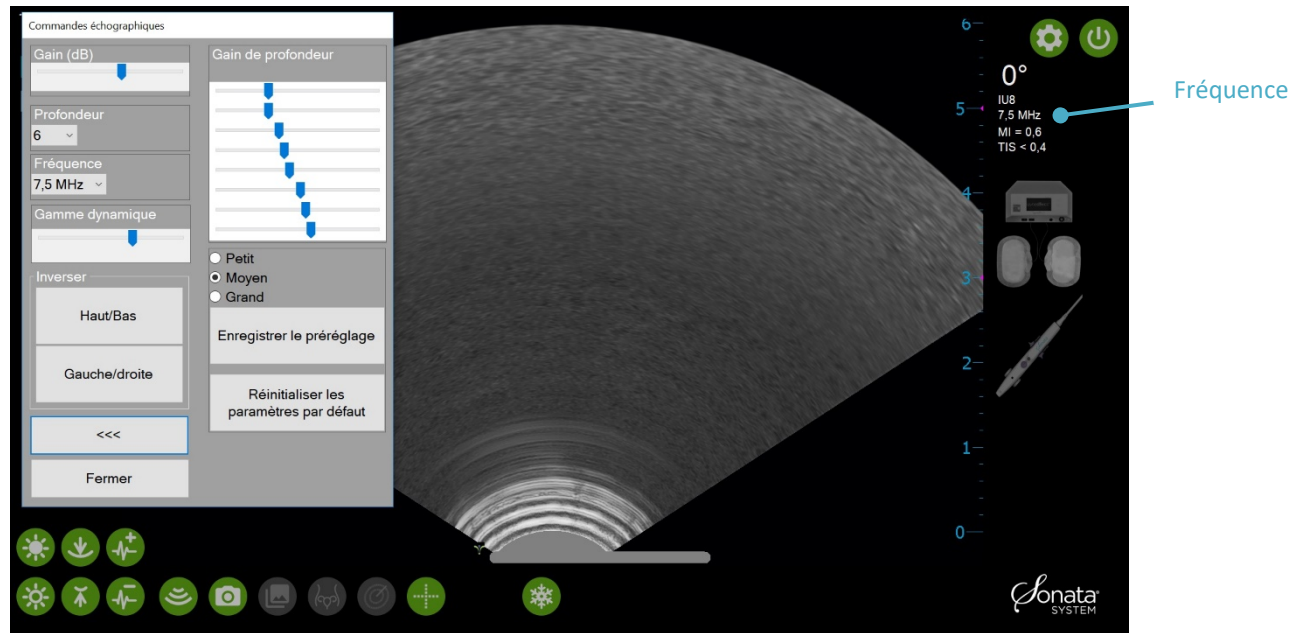 Commandes échographiques
Gain (dB)
Profondeur
6
Fréquence
7,5 MHz
Gamme dynamique
Inverser
Haut/Bas
Gauche/droite
<<<
Fermer
Gain de profondeur
Petit
Moyen
Grand
Enregistrer le préréglage
Réinitialiser les
paramètres par défaut
6
5
4
3
2
1
0
0°
IU8
7,5 MHz
MI = 0,6
TIS < 0,4
Fréquence
Sonata
SYSTEM